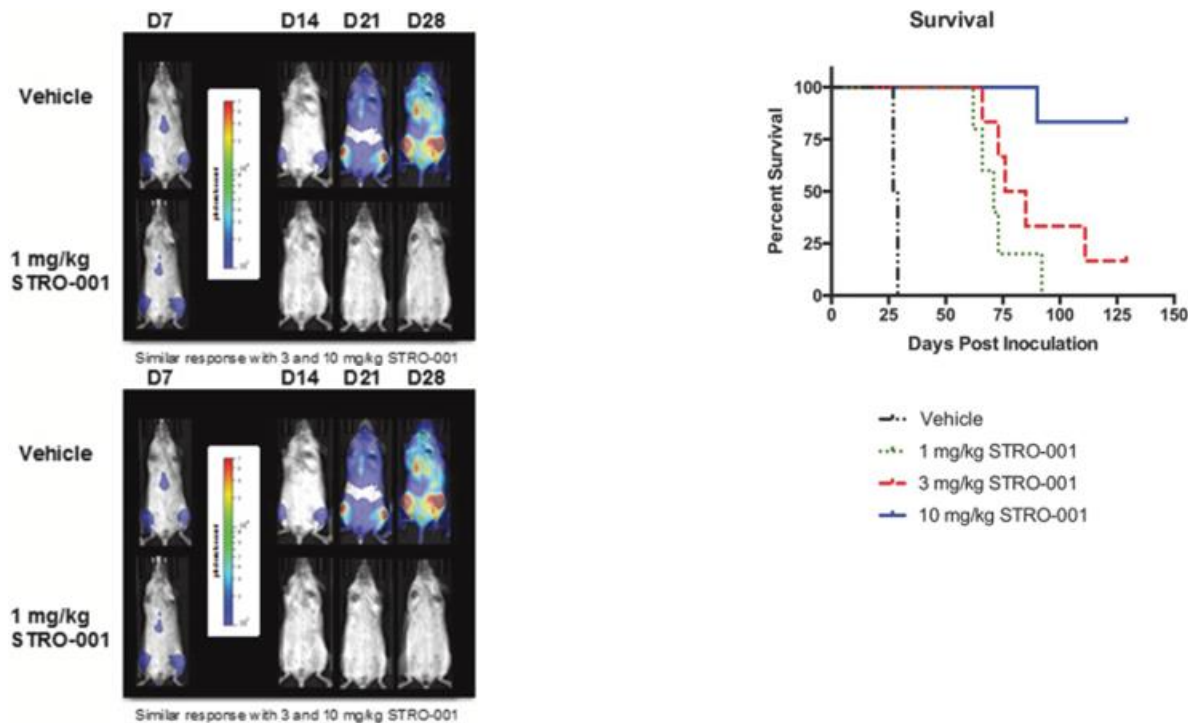 D7 D14 D21 D28
Vehicle
1 mg/kg
STRO-001
Similar response with 3 and 10 mg/kg STRO-001
D7 D14 D21 D28
Vehicle
1 mg/kg
STRO-001
Similar response with 3 and 10 mg/kg STRO-001
Survival
Percent Survival
100
75
50
25
0
0 25 50 75 100 125 150
Days Post Inoculation
Vehicle
1 mg/kg STRO-001
3 mg/kg STRO-001
10 mg/kg STRO-001